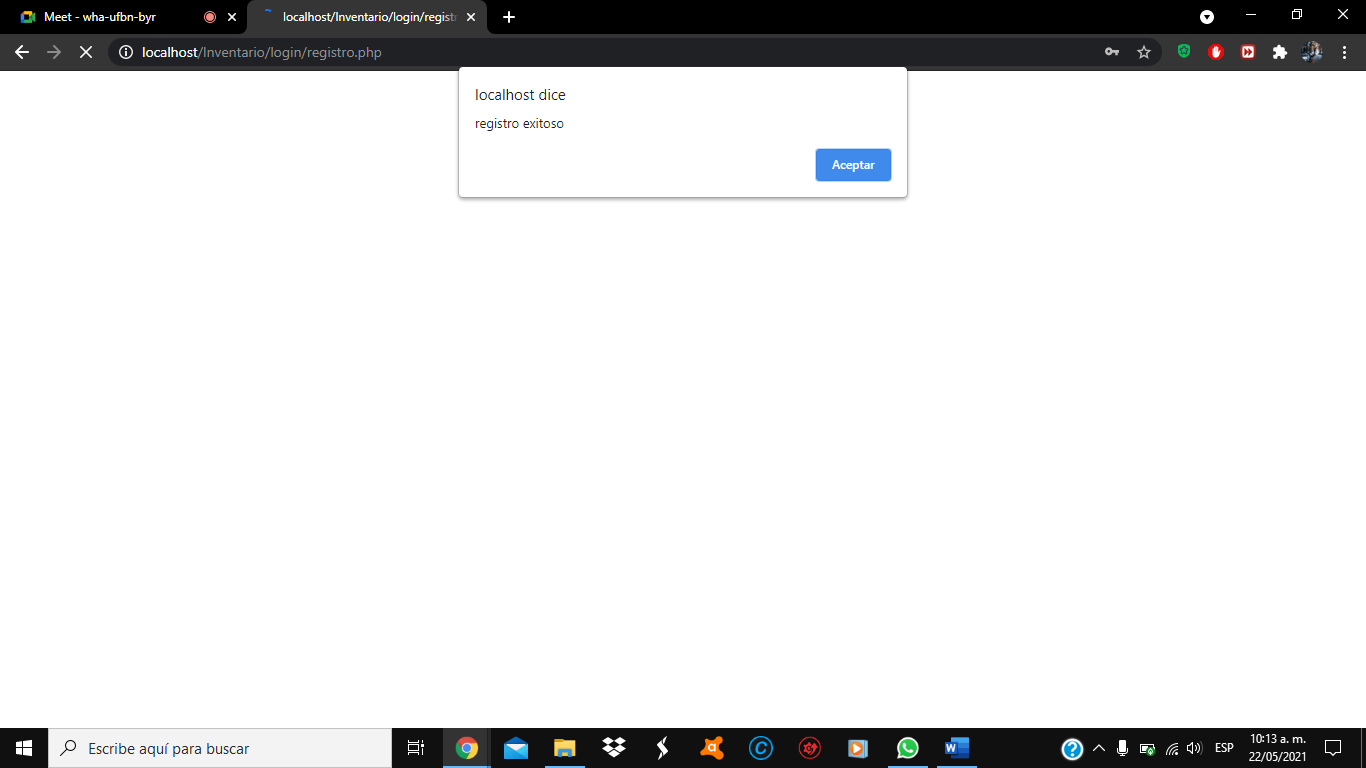 Meet - wha-ufbn-byr
localhost/Inventario/login/registr
localhost/Inventario/login/registro.php
localhost dice
registro exitoso
Aceptar
Escribe aquí para buscar
ESP
10:13 a. m.
22/05/2021